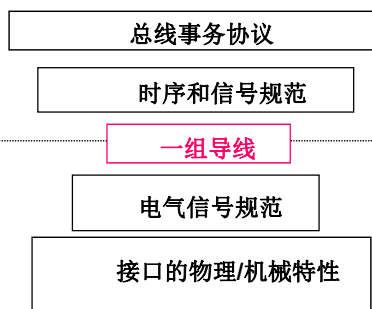 总线事务协议
时序和信号规范
一组导线
电气信号规范
接口的物理/机械特性